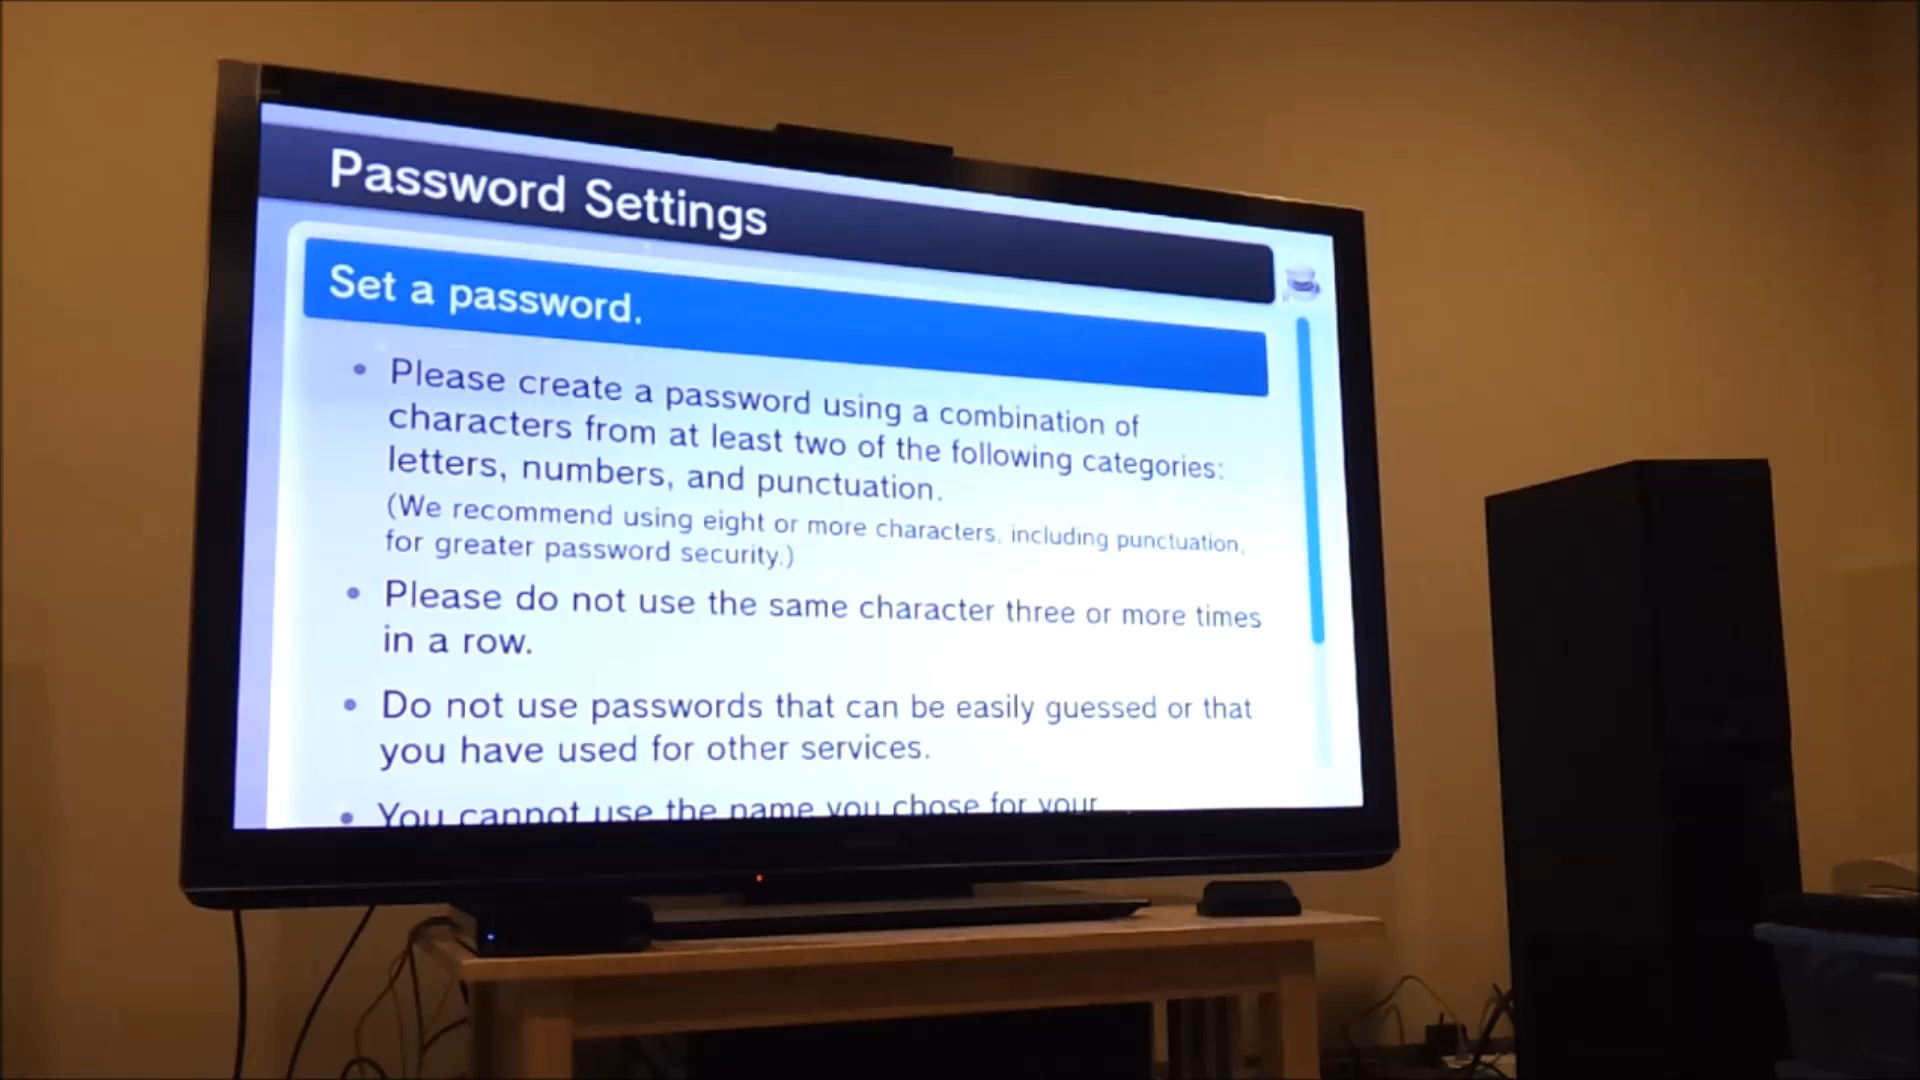 Password Settings
Set a password.
• Please create a password using a combination of
characters from at least two of the following categories:
letters, numbers, and punctuation.
(We recommend using eight or more characters, including punctuation,
for greater password security.)
• Please do not use the same character three or more times
in a row.
• Do not use passwords that can be easily guessed or that
you have used for other services.
• You cannot use the name you chose for your